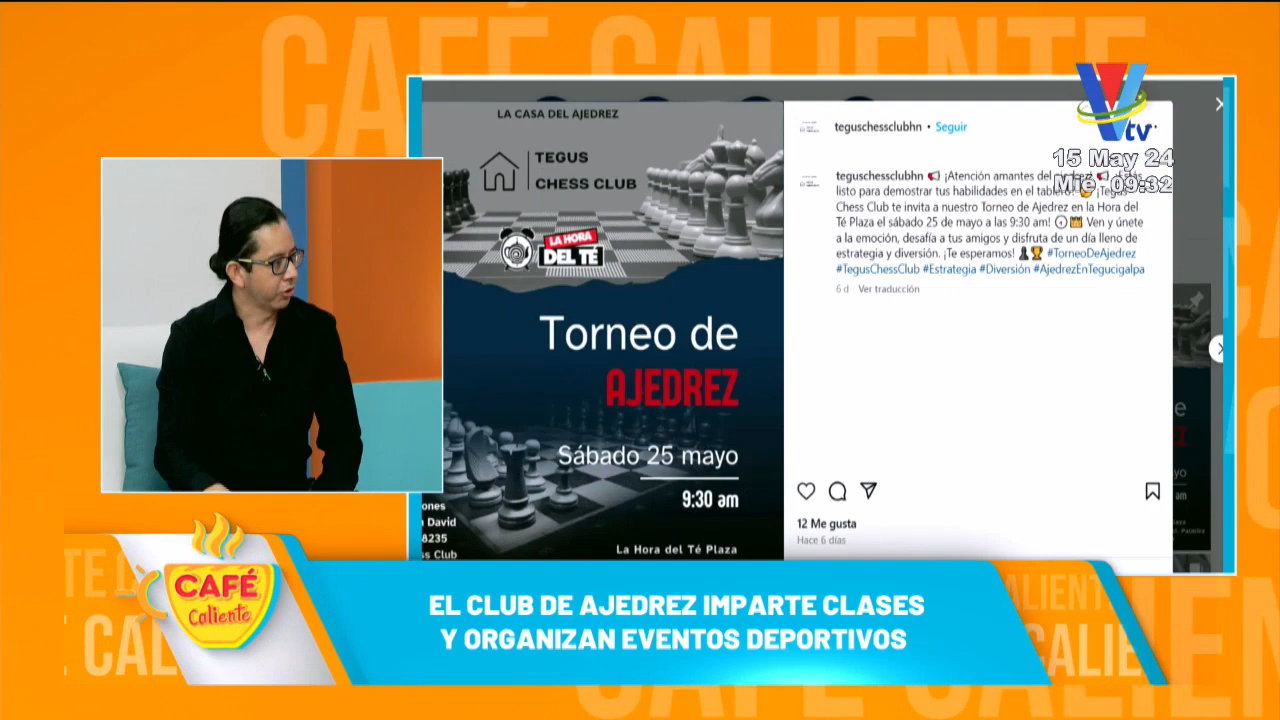 CAFÉ CALIENTE
LA CASA DEL AJEDREZ
TEGUS
CHESS CLUB
LA HORA
DEL TÉ
Torneo de
AJEDREZ
Sábado 25 mayo
9:30 am
ones
David
8235
ss Club
La Hora del Té Plaza
teguschessclubhn • Seguir
teguschessclubhn ¡Atención amantes del
listo para demostrar tus habilidades en el tablero? ¡Tegus
Chess Club te invita a nuestro Torneo de Ajedrez en la Hora del
Té Plaza el sábado 25 de mayo a las 9:30 am! Ven y únete
a la emoción, desafía a tus amigos y disfruta de un día lleno de
estrategia y diversión. ¡Te esperamos! #TorneoDeAjedrez
#TegusChessClub #Estrategia #Diversión #AjedrezEnTegucigalpa
6 d Ver traducción
12 Me gusta
Hace 6 días
Vtv
15 May 24
Mie 09:32
CAFÉ
Caliente
EL CLUB DE AJEDREZ IMPARTE CLASES
Y ORGANIZAN EVENTOS DEPORTIVOS